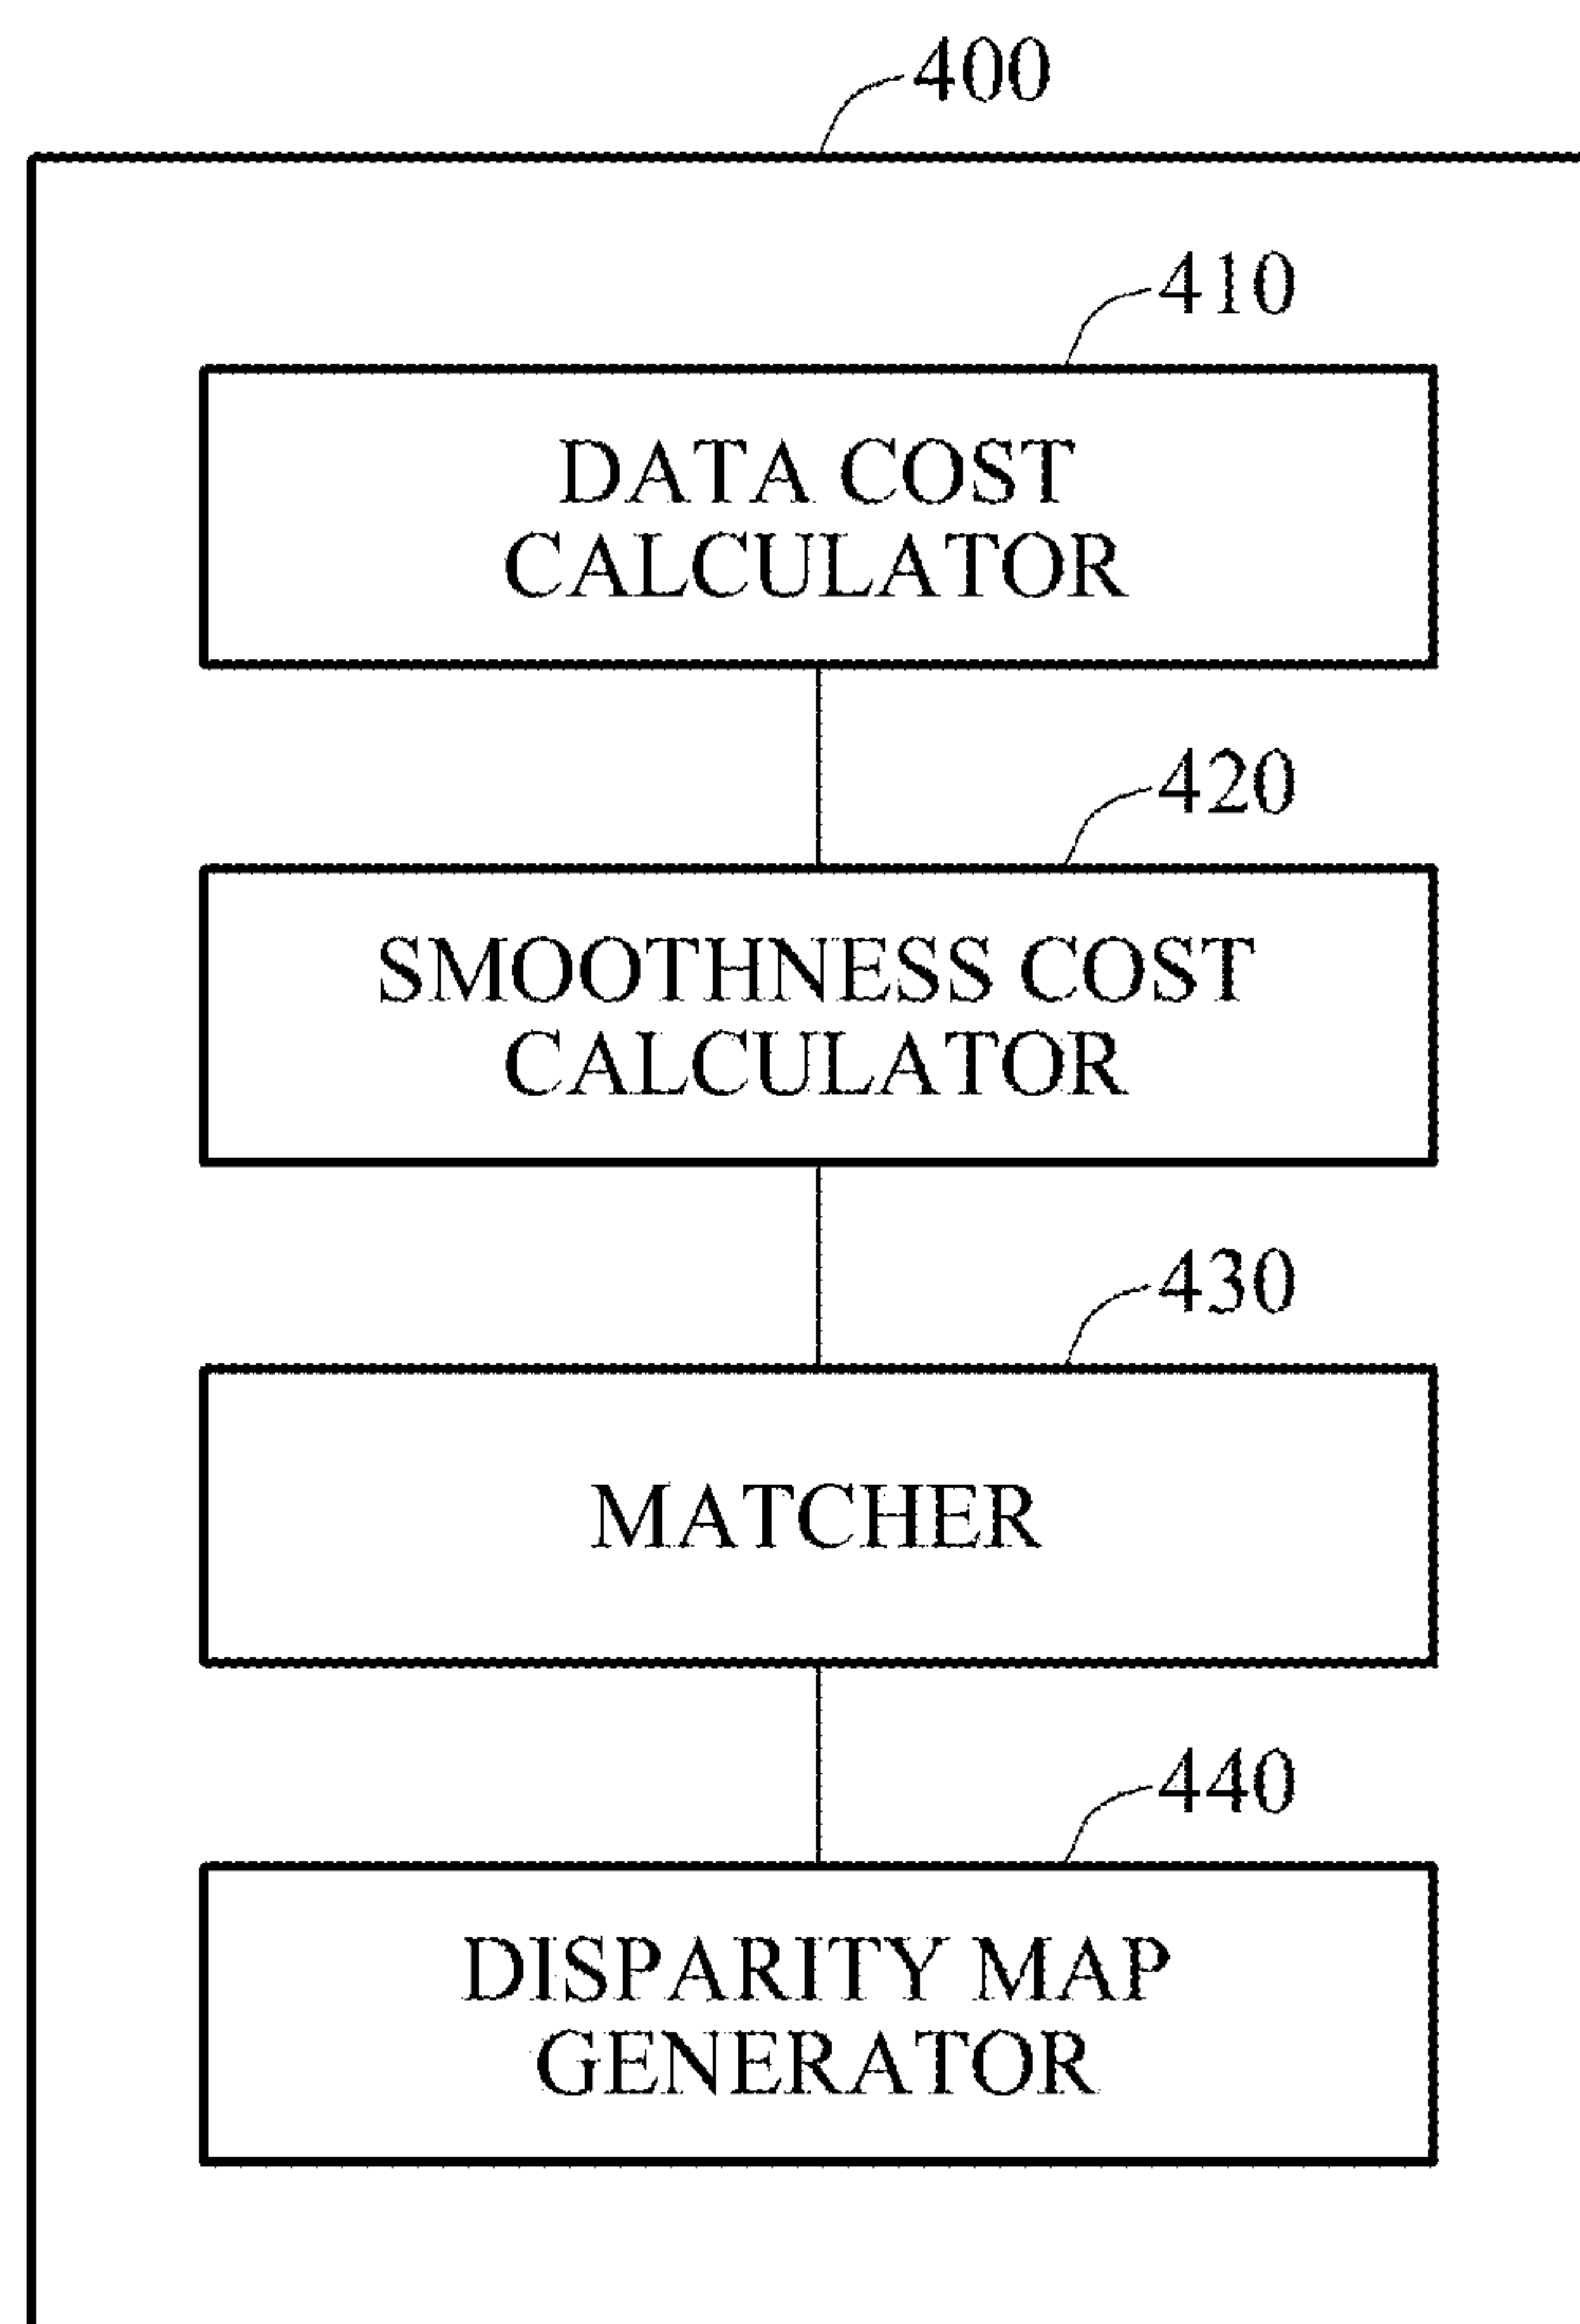 400
410
DATA COST
CALCULATOR
420
SMOOTHNESS COST
CALCULATOR
430
MATCHER
440
DISPARITY MAP
GENERATOR